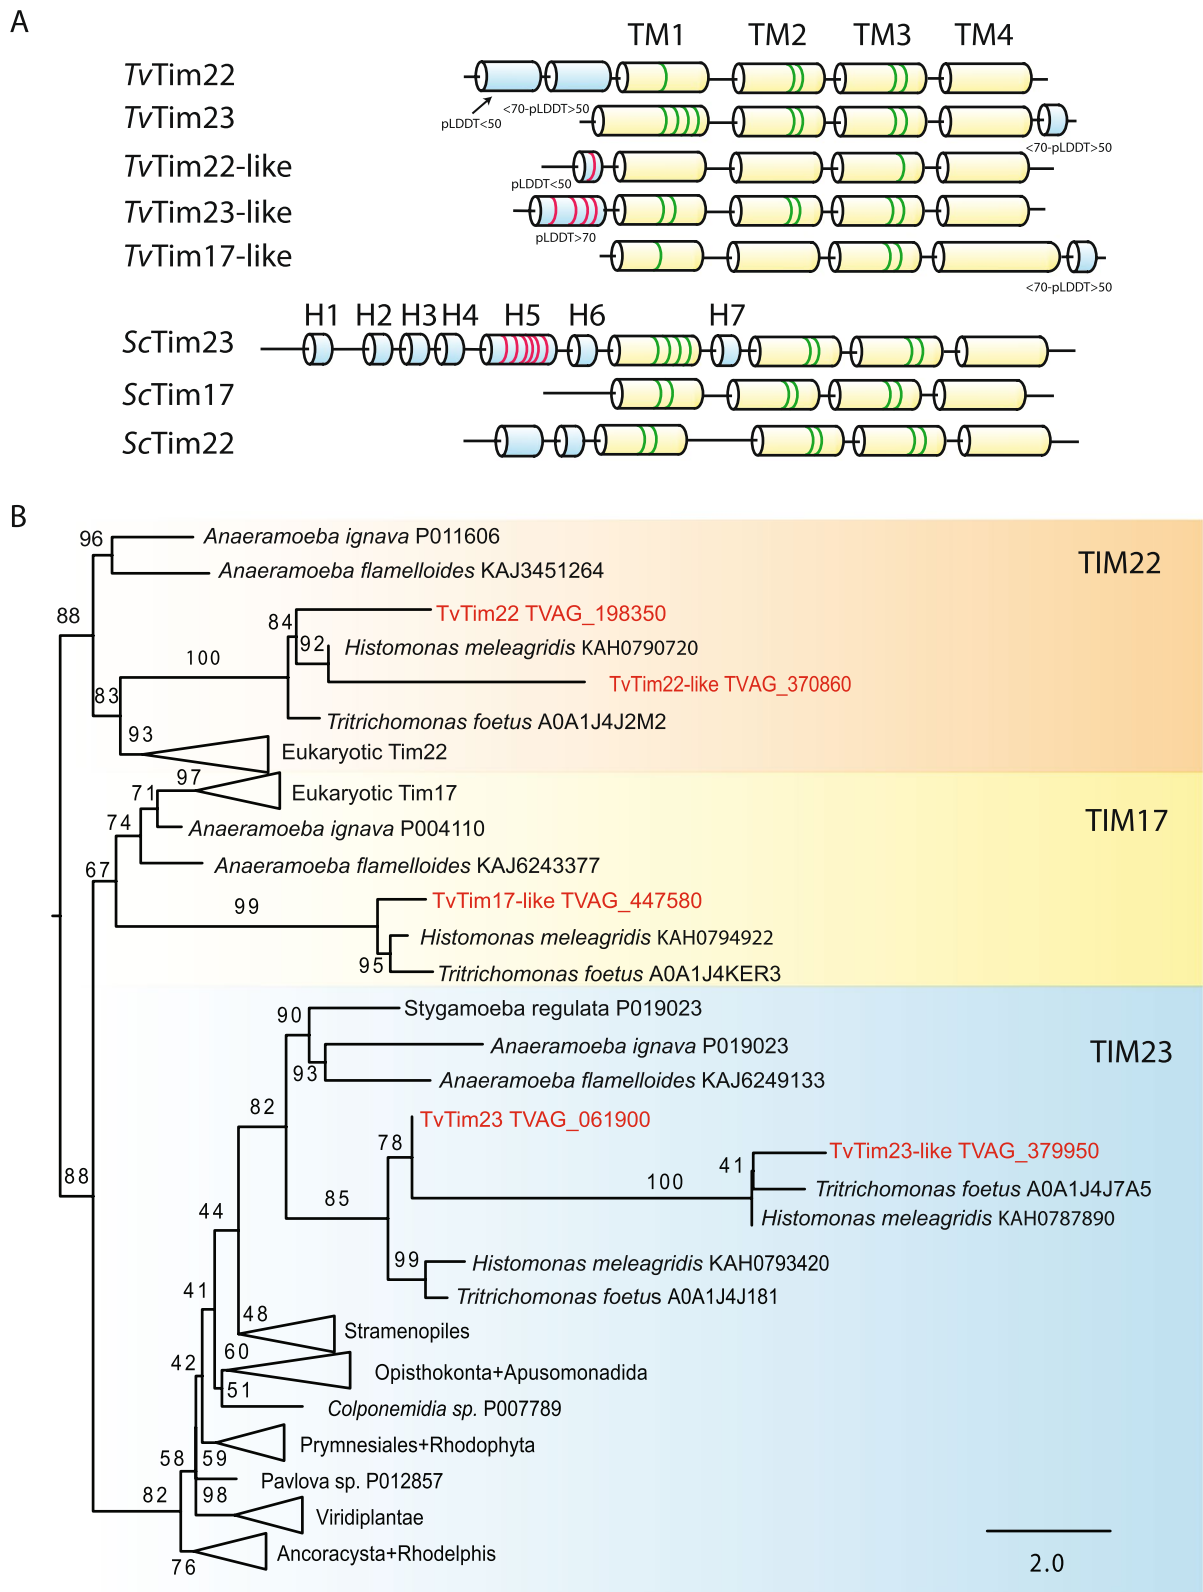 A
TM1 TM2 TM3 TM4
TvTim22
pLDDT<50
<70-pLDDT>50
TvTim23
<70-pLDDT>50
TvTim22-like
pLDDT<50
TvTim23-like
pLDDT>70
TvTim17-like
<70-pLDDT>50
H1 H2 H3 H4 H5 H6 H7
ScTim23
ScTim17
ScTim22
B
TIM22
96
Anaeramoeba ignava P011606
Anaeramoeba flamelloides KAJ3451264
88
84
TvTim22 TVAG_198350
92
Histomonas meleagridis KAH0790720
100
TvTim22-like TVAG_370860
83
Tritrichomonas foetus A0A1J4J2M2
93
Eukaryotic Tim22
TIM17
97
Eukaryotic Tim17
71
74
Anaeramoeba ignava P004110
67
Anaeramoeba flamelloides KAJ6243377
99
TvTim17-like TVAG_447580
Histomonas meleagridis KAH0794922
95
Tritrichomonas foetus A0A1J4KER3
TIM23
90
Stygamoeba regulata P019023
Anaeramoeba ignava P019023
93
Anaeramoeba flamelloides KAJ6249133
82
TvTim23 TVAG_061900
78
41
TvTim23-like TVAG_379950
88
100
Tritrichomonas foetus A0A1J4J7A5
85
Histomonas meleagridis KAH0787890
44
99
Histomonas meleagridis KAH0793420
41
Tritrichomonas foetus A0A1J4J181
48
Stramenopiles
60
42
Opisthokonta+Apusomonadida
51
Colponemidia sp. P007789
Prymnesiales+Rhodophyta
58
59
Pavlova sp. P012857
82
98
Viridiplantae
Ancoracysta+Rhodelphis
76
2.0